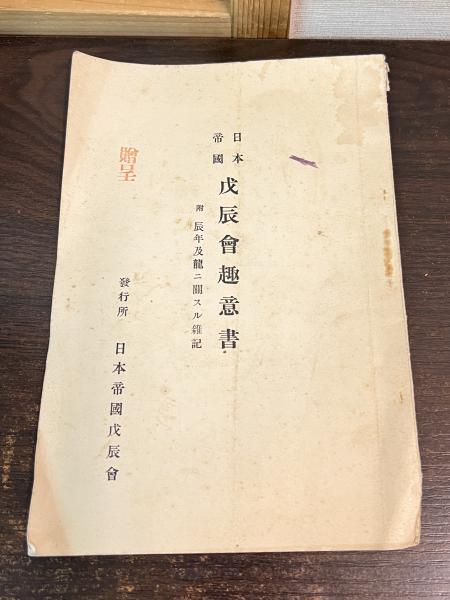 日本
帝國
戊辰會趣意書
附 辰年及龍ニ關スル雜記
贈呈
發行所 日本帝國戊辰會